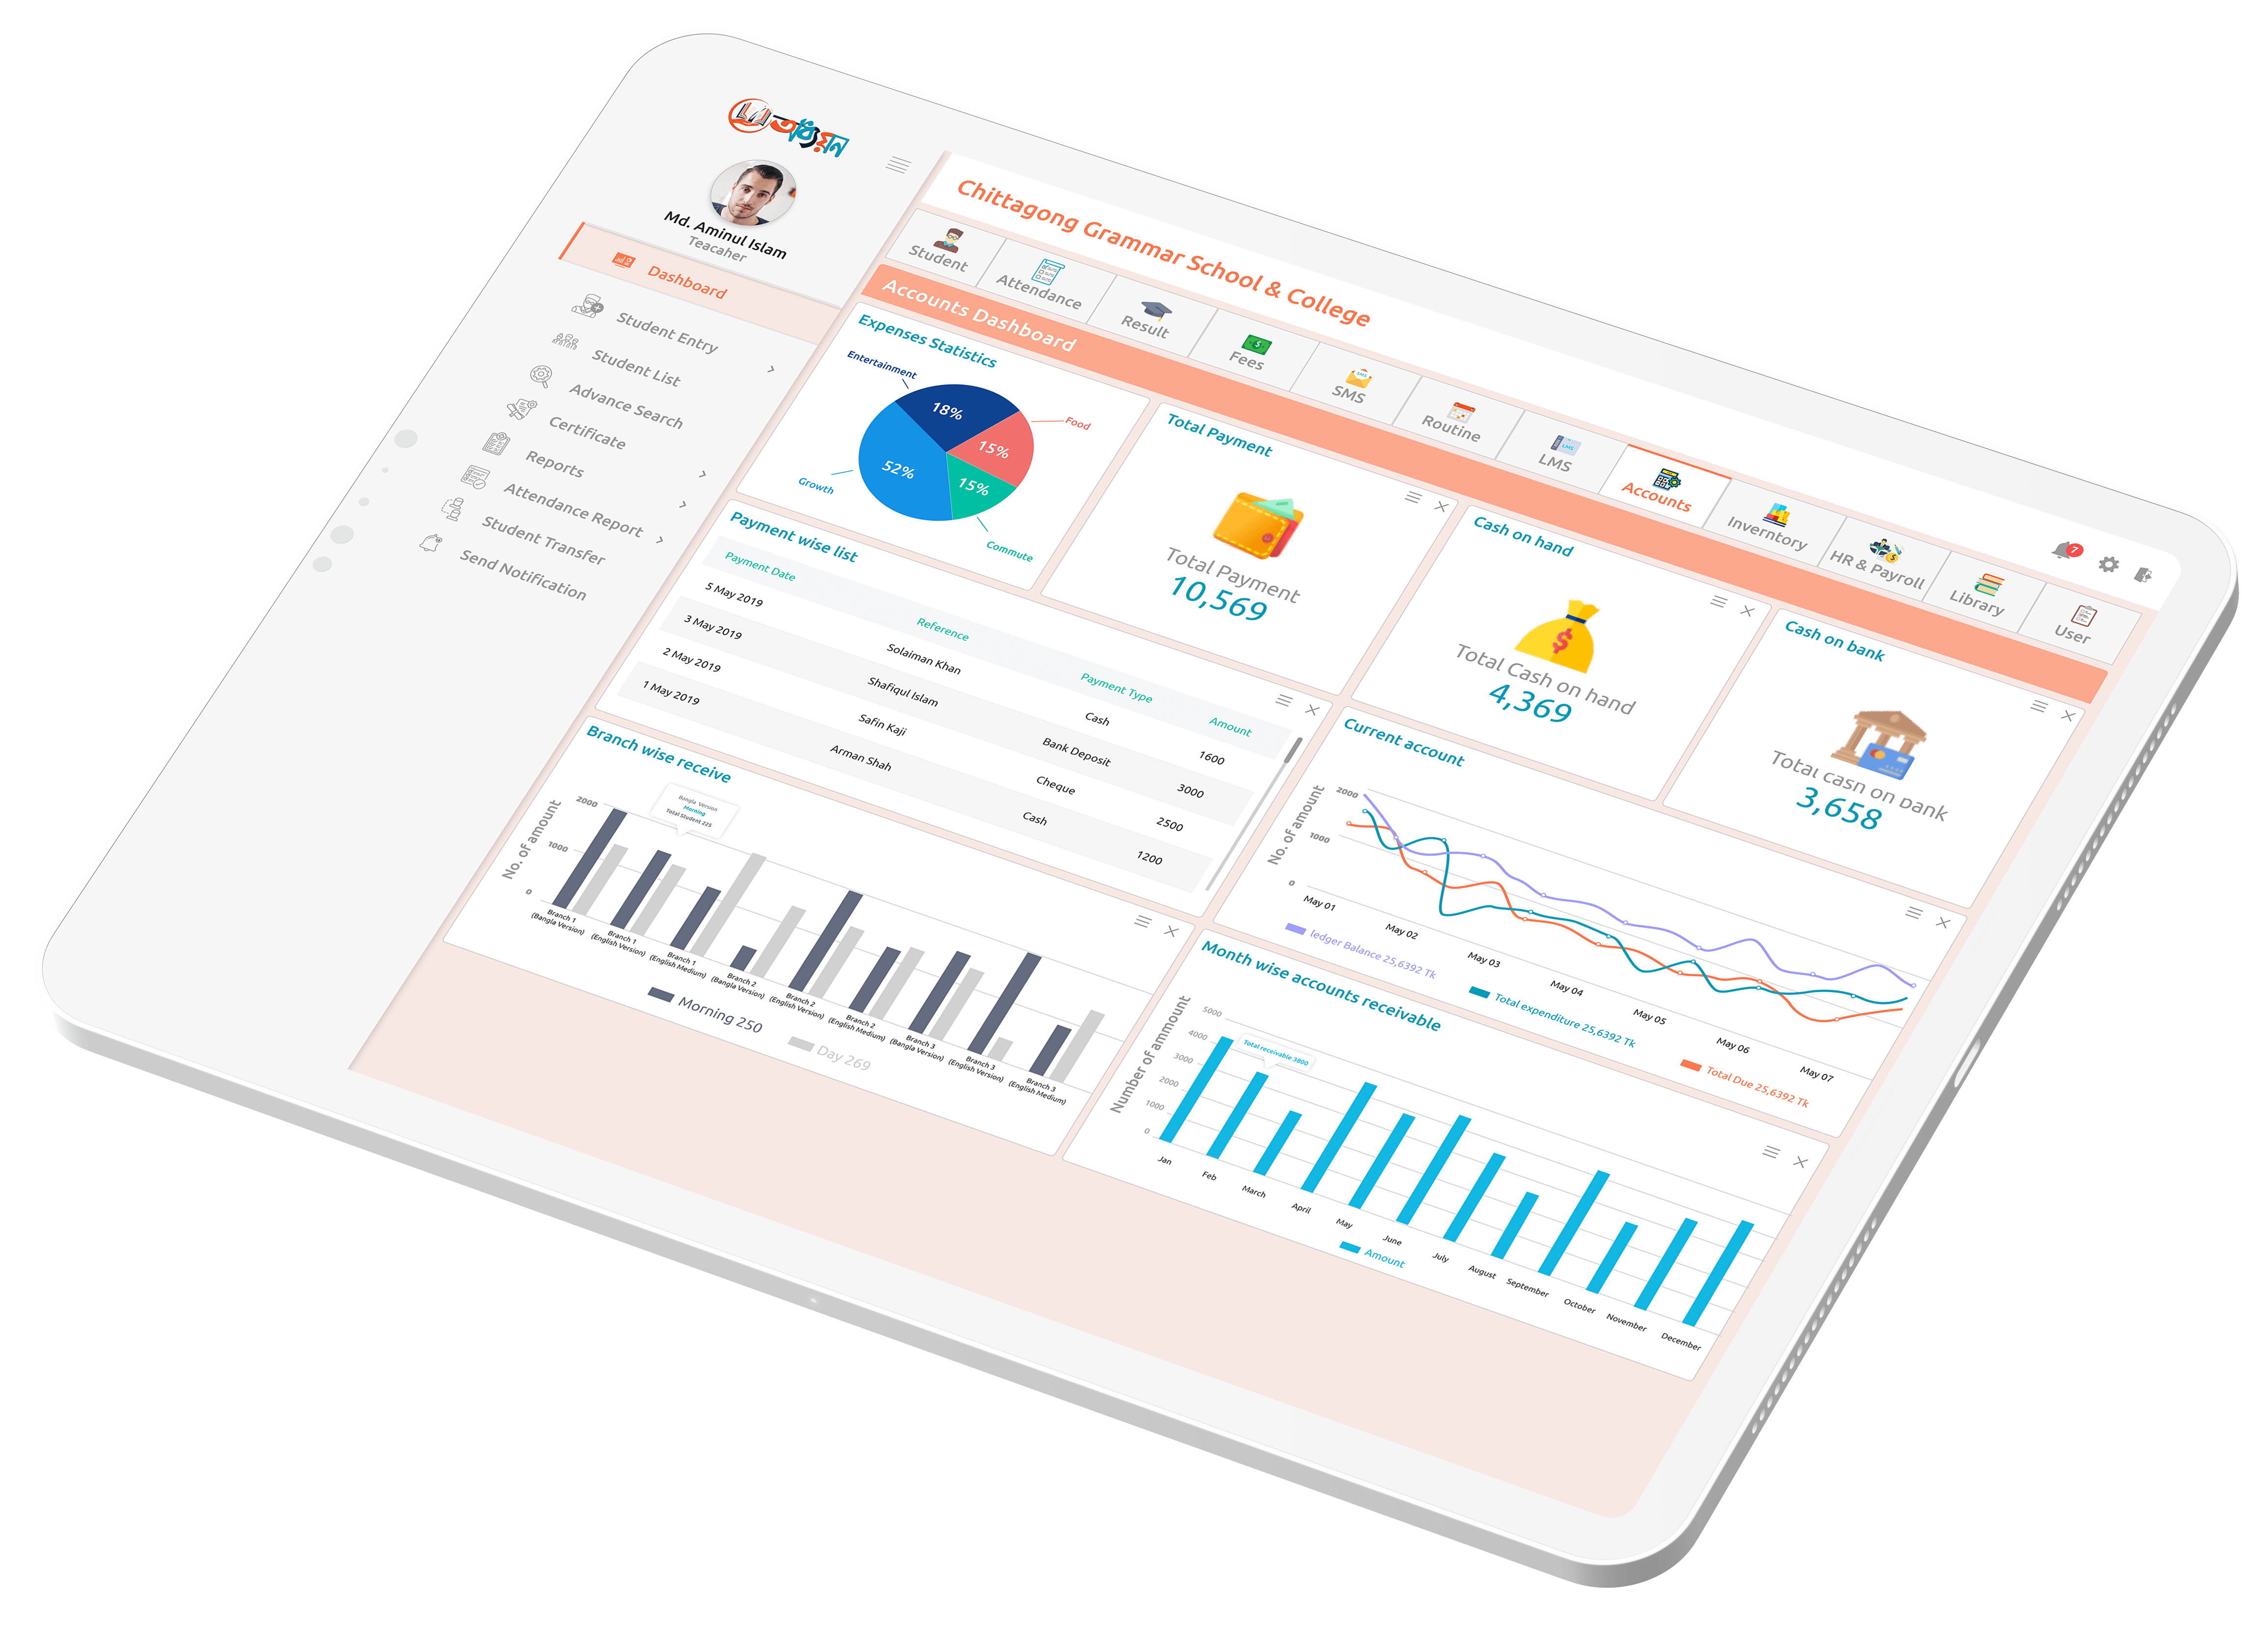 অধ্যয়ন
Md. Aminul Islam
Teacaher
Dashboard
Student Entry
Student List
Advance Search
Certificate
Reports
Attendance Report
Student Transfer
Send Notification
Chittagong Grammar School & College
7
Student
Attendance
Result
Fees
SMS
Routine
LMS
Accounts
Inverntory
HR & Payroll
Library
User
Accounts Dashboard
Expenses Statistics
Entertainment
18%
Food
15%
52%
15%
Growth
Commute
Total Payment
Total Payment
10,569
Cash on hand
Total Cash on hand
4,369
Cash on bank
Total cash on bank
3,658
Payment wise list
Payment Date Reference Payment Type Amount
5 May 2019 Solaiman Khan Cash 1600
3 May 2019 Shafiqul Islam Bank Deposit 3000
2 May 2019 Safin Kaji Cheque 2500
1 May 2019 Arman Shah Cash 1200
Current account
No. of amount
2000
1000
0
May 01
May 02
May 03
May 04
May 05
May 06
May 07
ledger Balance 25,6392 Tk
Total expenditure 25,6392 Tk
Total Due 25,6392 Tk
Branch wise receive
No. of amount
2000
1000
0
Bangla Version
Morning
Total Student 225
Branch 1
(Bangla Version)
Branch 1
(English Version)
Branch 1
(English Medium)
Branch 2
(Bangla Version)
Branch 2
(English Version)
Branch 2
(English Medium)
Branch 3
(Bangla Version)
Branch 3
(English Version)
Branch 3
(English Medium)
Morning 250
Day 269
Month wise accounts receivable
Number of ammount
5000
4000
3000
2000
1000
0
Total receivable 3800
Jan
Feb
March
April
May
June
July
August
September
October
November
December
Amount